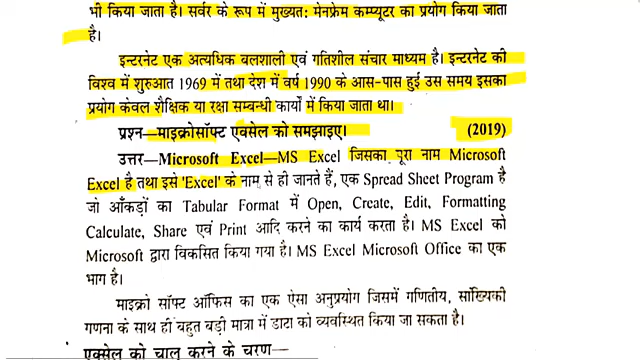 भी किया जाता है। सर्वर के रूप में मुख्यत: मेनफ्रेम कम्प्यूटर का प्रयोग किया जाता
है।
इन्टरनेट एक अत्यधिक बलशाली एवं गतिशील संचार माध्यम है। इन्टरनेट की
विश्व में शुरुआत 1969 में तथा देश में वर्ष 1990 के आस-पास हुई उस समय इसका
प्रयोग केवल शैक्षिक या रक्षा सम्बन्धी कार्यों में किया जाता था।
प्रश्न—माइक्रोसॉफ्ट एक्सेल को समझाइए। (2019)
उत्तर— Microsoft Excel—MS Excel जिसका पूरा नाम Microsoft
Excel है तथा इसे 'Excel' के नाम से ही जानते हैं, एक Spread Sheet Program है
जो आँकड़ों का Tabular Format में Open, Create, Edit, Formatting
Calculate, Share एवं Print आदि करने का कार्य करता है। MS Excel को
Microsoft द्वारा विकसित किया गया है। MS Excel Microsoft Office का एक
भाग है।
माइक्रो सॉफ्ट ऑफिस का एक ऐसा अनुप्रयोग जिसमें गणितीय, सांख्यिकी
गणना के साथ ही बहुत बड़ी मात्रा में डाटा को व्यवस्थित किया जा सकता है।
एक्सेल को चालू करने के चरण—